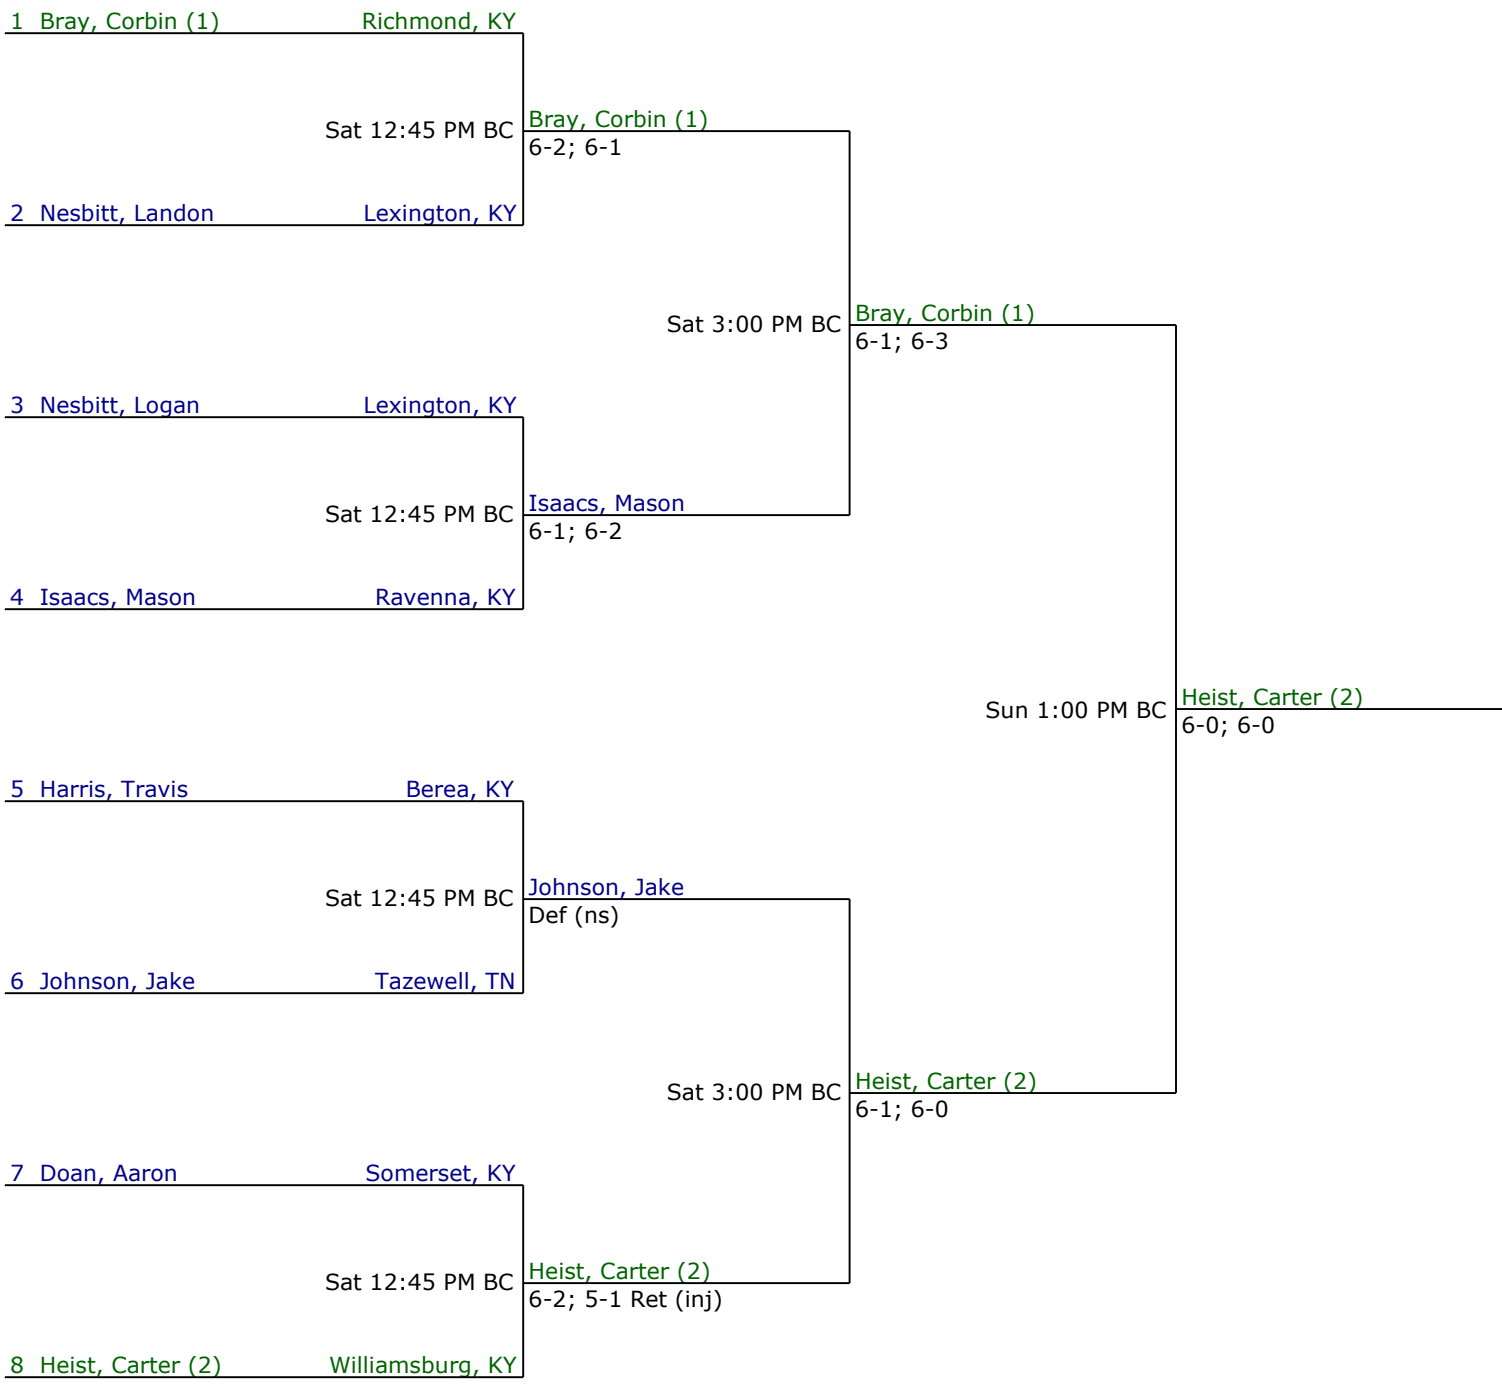 1 Bray, Corbin (1) Richmond, KY
Sat 12:45 PM BC
Bray, Corbin (1)
6-2; 6-1
2 Nesbitt, Landon Lexington, KY
Sat 3:00 PM BC
Bray, Corbin (1)
6-1; 6-3
3 Nesbitt, Logan Lexington, KY
Sat 12:45 PM BC
Isaacs, Mason
6-1; 6-2
4 Isaacs, Mason Ravenna, KY
Sun 1:00 PM BC
Heist, Carter (2)
6-0; 6-0
5 Harris, Travis Berea, KY
Sat 12:45 PM BC
Johnson, Jake
Def (ns)
6 Johnson, Jake Tazewell, TN
Sat 3:00 PM BC
Heist, Carter (2)
6-1; 6-0
7 Doan, Aaron Somerset, KY
Sat 12:45 PM BC
Heist, Carter (2)
6-2; 5-1 Ret (inj)
8 Heist, Carter (2) Williamsburg, KY